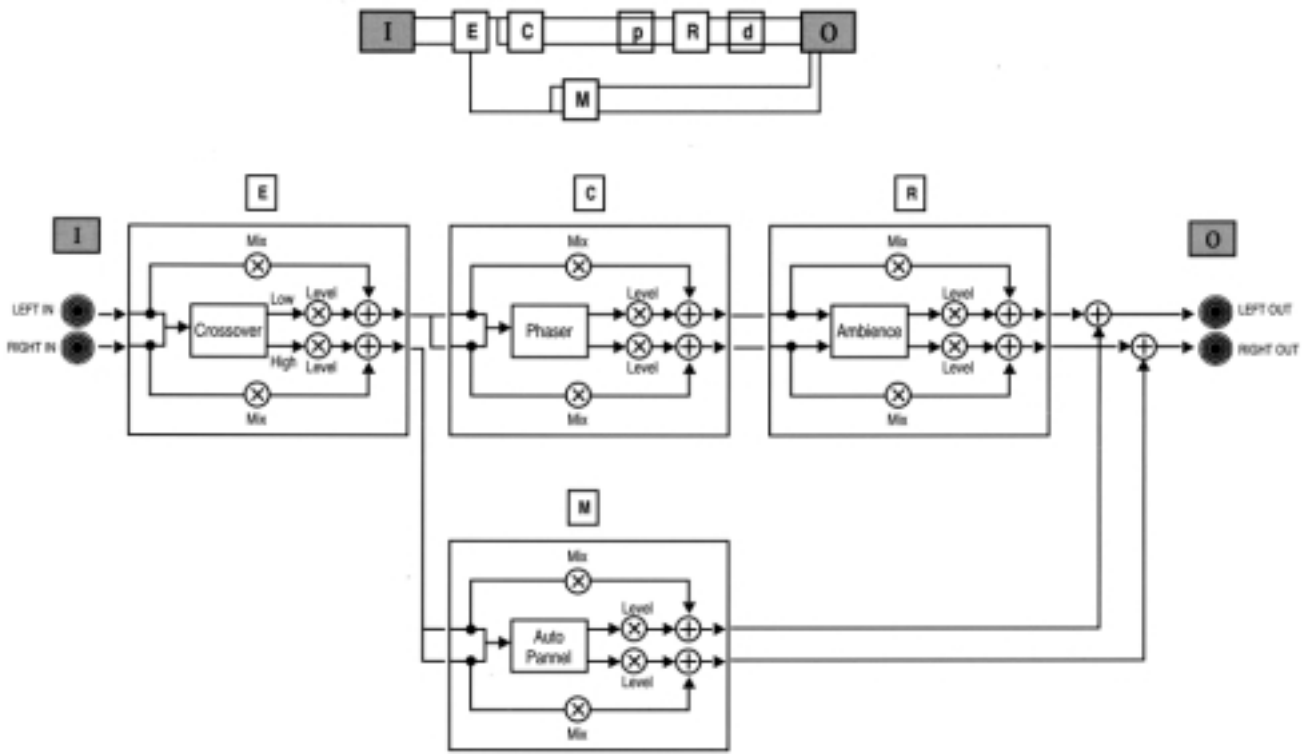 I E C p R d O
M
E C R
I O
Mix Mix Mix
LEFT IN Crossover Low Level Phaser Level Ambience Level LEFT OUT
RIGHT IN High Level Level Level RIGHT OUT
Mix Mix Mix
M
Mix
Level
Auto
Pannel
Level
Mix